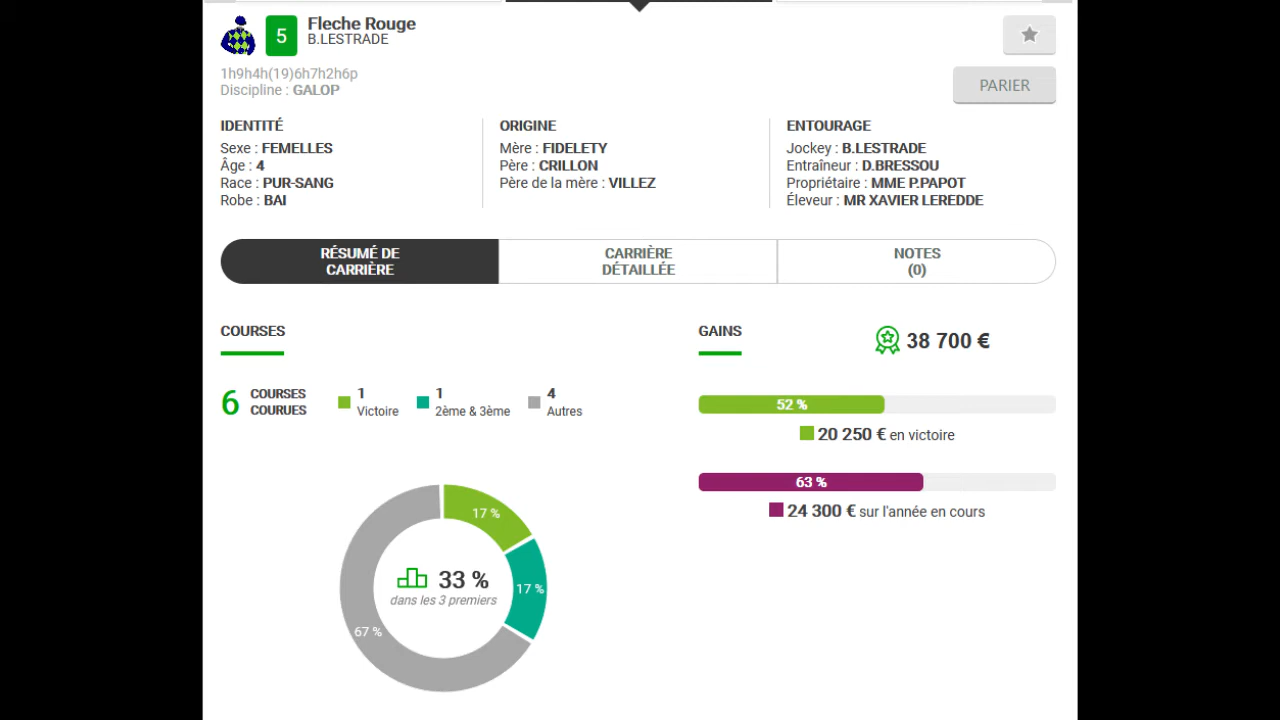 5
Fleche Rouge
B.LESTRADE
1h9h4h(19)6h7h2h6p
Discipline : GALOP
PARIER
IDENTITÉ
Sexe : FEMELLES
Âge : 4
Race : PUR-SANG
Robe : BAI
ORIGINE
Mère : FIDELETY
Père : CRILLON
Père de la mère : VILLEZ
ENTOURAGE
Jockey : B.LESTRADE
Entraîneur : D.BRESSOU
Propriétaire : MME P.PAPOT
Éleveur : MR XAVIER LEREDDE
RÉSUMÉ DE
CARRIÈRE
CARRIÈRE
DÉTAILLÉE
NOTES
(0)
COURSES
6
COURSES
COURUES
1
Victoire
1
2ème & 3ème
4
Autres
17 %
17 %
67 %
33 %
dans les 3 premiers
GAINS
38 700 €
52 %
20 250 € en victoire
63 %
24 300 € sur l'année en cours